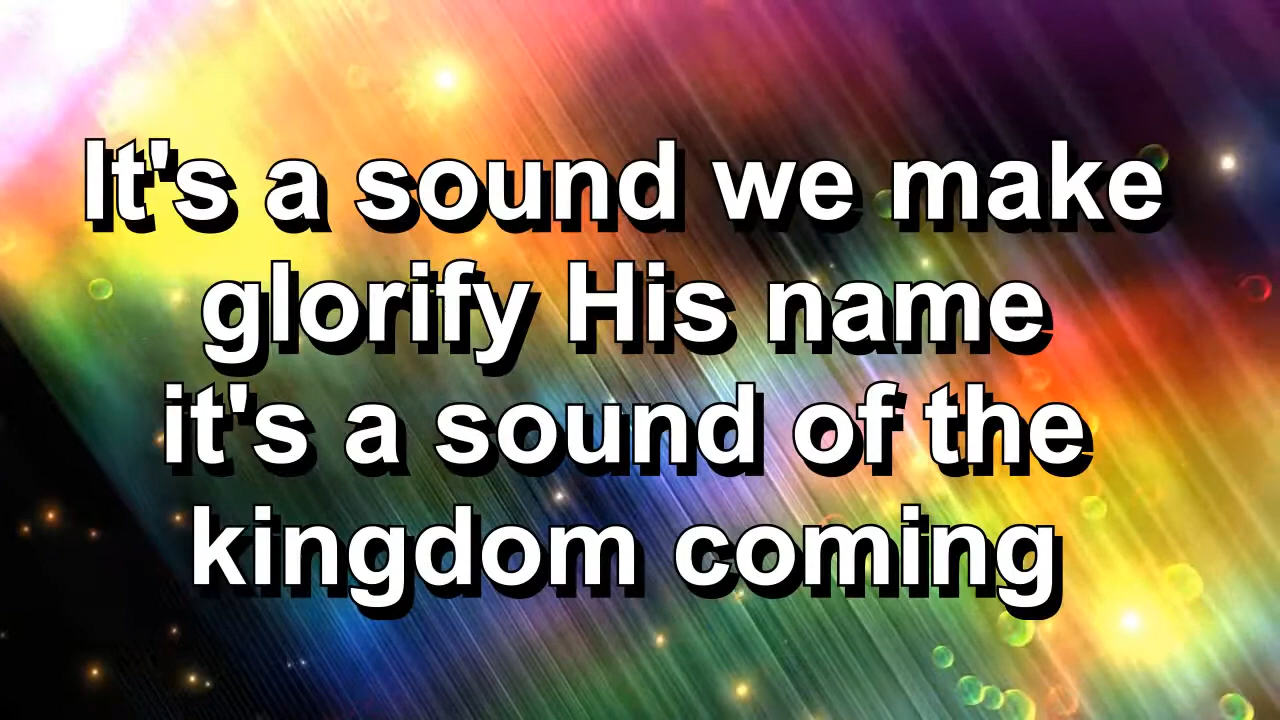 It's a sound we make
glorify His name
it's a sound of the
kingdom coming